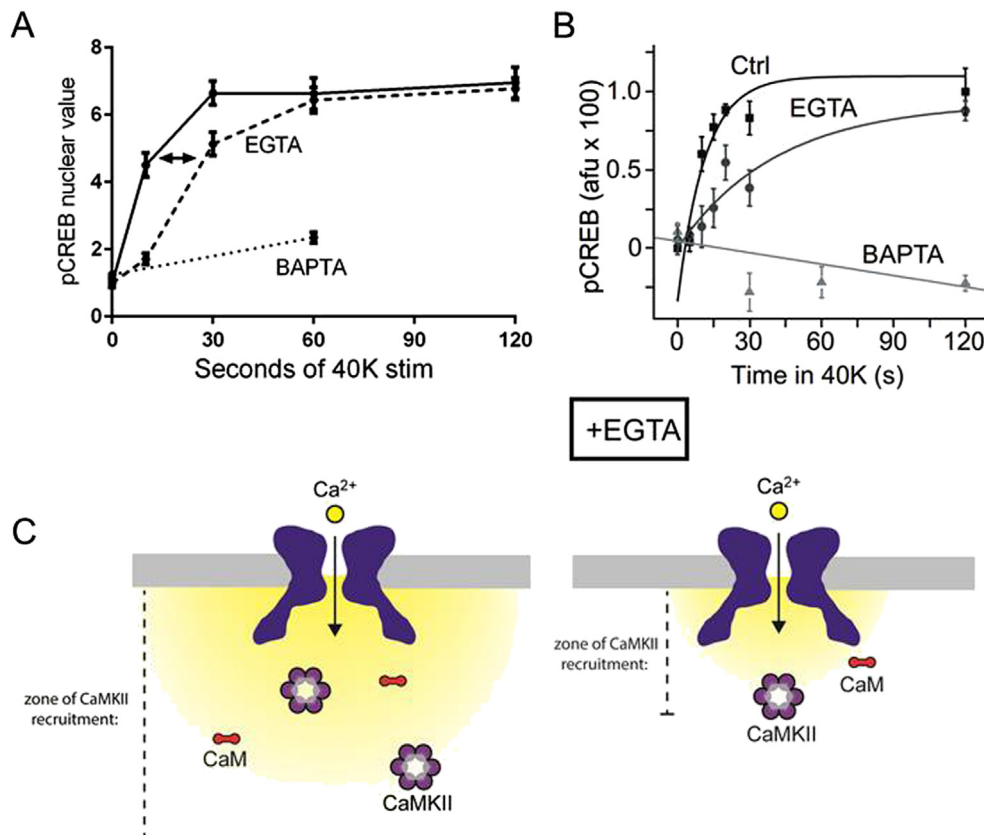 A
pCREB nuclear value
8
6
4
2
0
EGTA
BAPTA
0
30
60
90
120
Seconds of 40K stim
B
pCREB (afu x 100)
1.0
0.5
0
Ctrl
EGTA
BAPTA
0
30
60
90
120
Time in 40K (s)
+EGTA
C
Ca²⁺
zone of CaMKII
recruitment:
CaM
CaMKII
Ca²⁺
zone of CaMKII
recruitment:
CaM
CaMKII